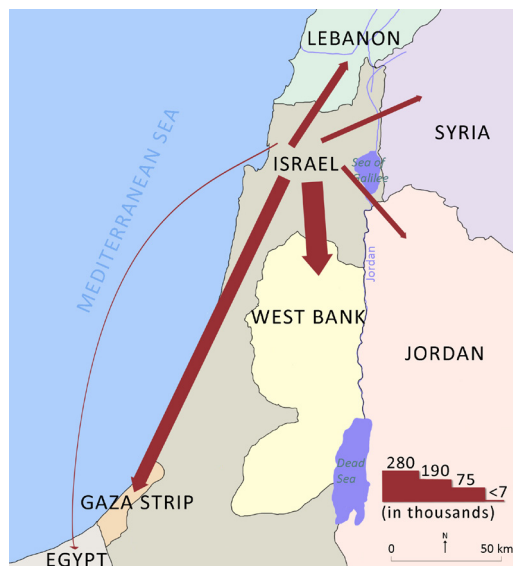 LEBANON
SYRIA
MEDITERRANEAN SEA
ISRAEL
Sea of
Galilee
Jordan
WEST BANK
JORDAN
Dead
Sea
280 190 75 <7
(in thousands)
GAZA STRIP
EGYPT
N
0 50 km